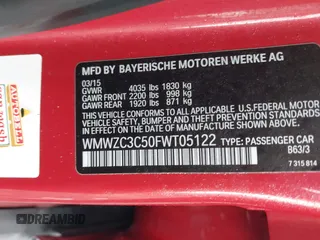 MFD BY BAYERISCHE MOTOREN WERKE AG
03/15
GVWR 4035 lbs 1830 kg
GAWR FRONT 2200 lbs 998 kg
GAWR REAR 1920 lbs 871 kg
THIS VEHICLE CONFORMS TO ALL APPLICABLE U.S.FEDERAL MOTOR
VEHICLE SAFETY, BUMPER, AND THEFT PREVENTION STANDARDS IN
EFFECT ON THE DATE OF MANUFACTURE SHOWN ABOVE.
WMWZC3C50FWT05122 TYPE: PASSENGER CAR
863/3
7 315 814
DREAMBID